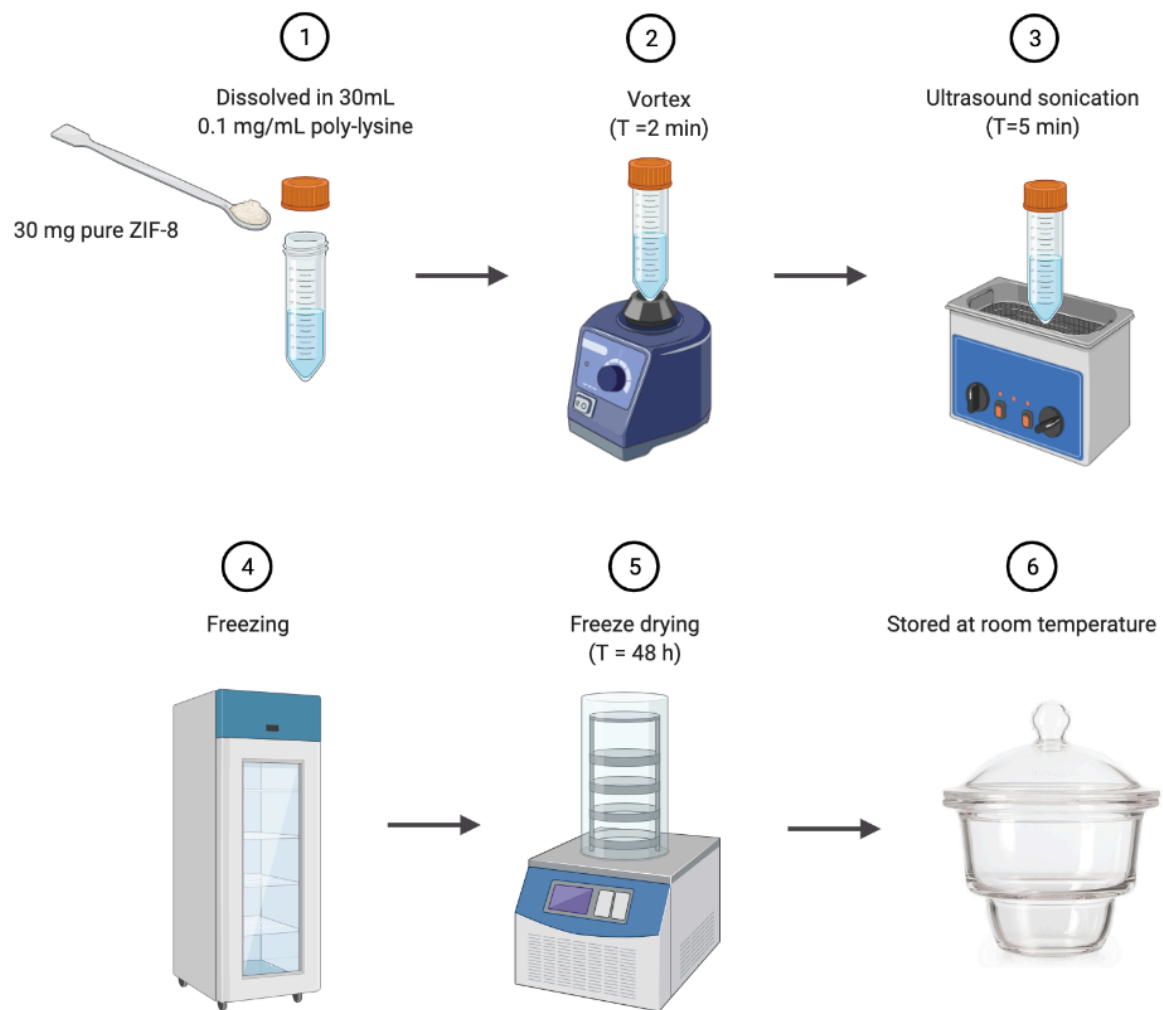 1
Dissolved in 30mL
0.1 mg/mL poly-lysine
30 mg pure ZIF-8
2
Vortex
(T =2 min)
3
Ultrasound sonication
(T=5 min)
4
Freezing
5
Freeze drying
(T = 48 h)
6
Stored at room temperature